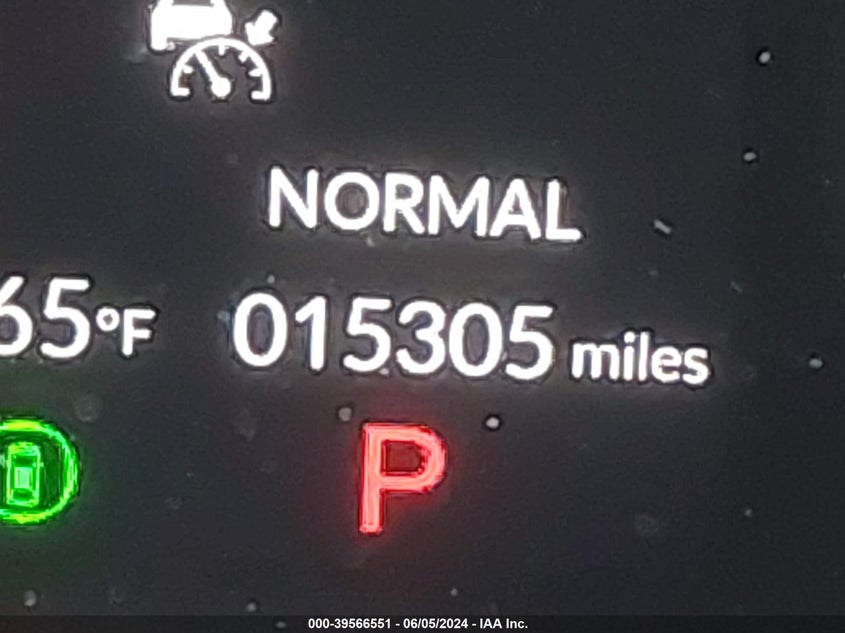 NORMAL
65°F 015305 miles
P
000-39566551 - 06/05/2024 - IAA Inc.